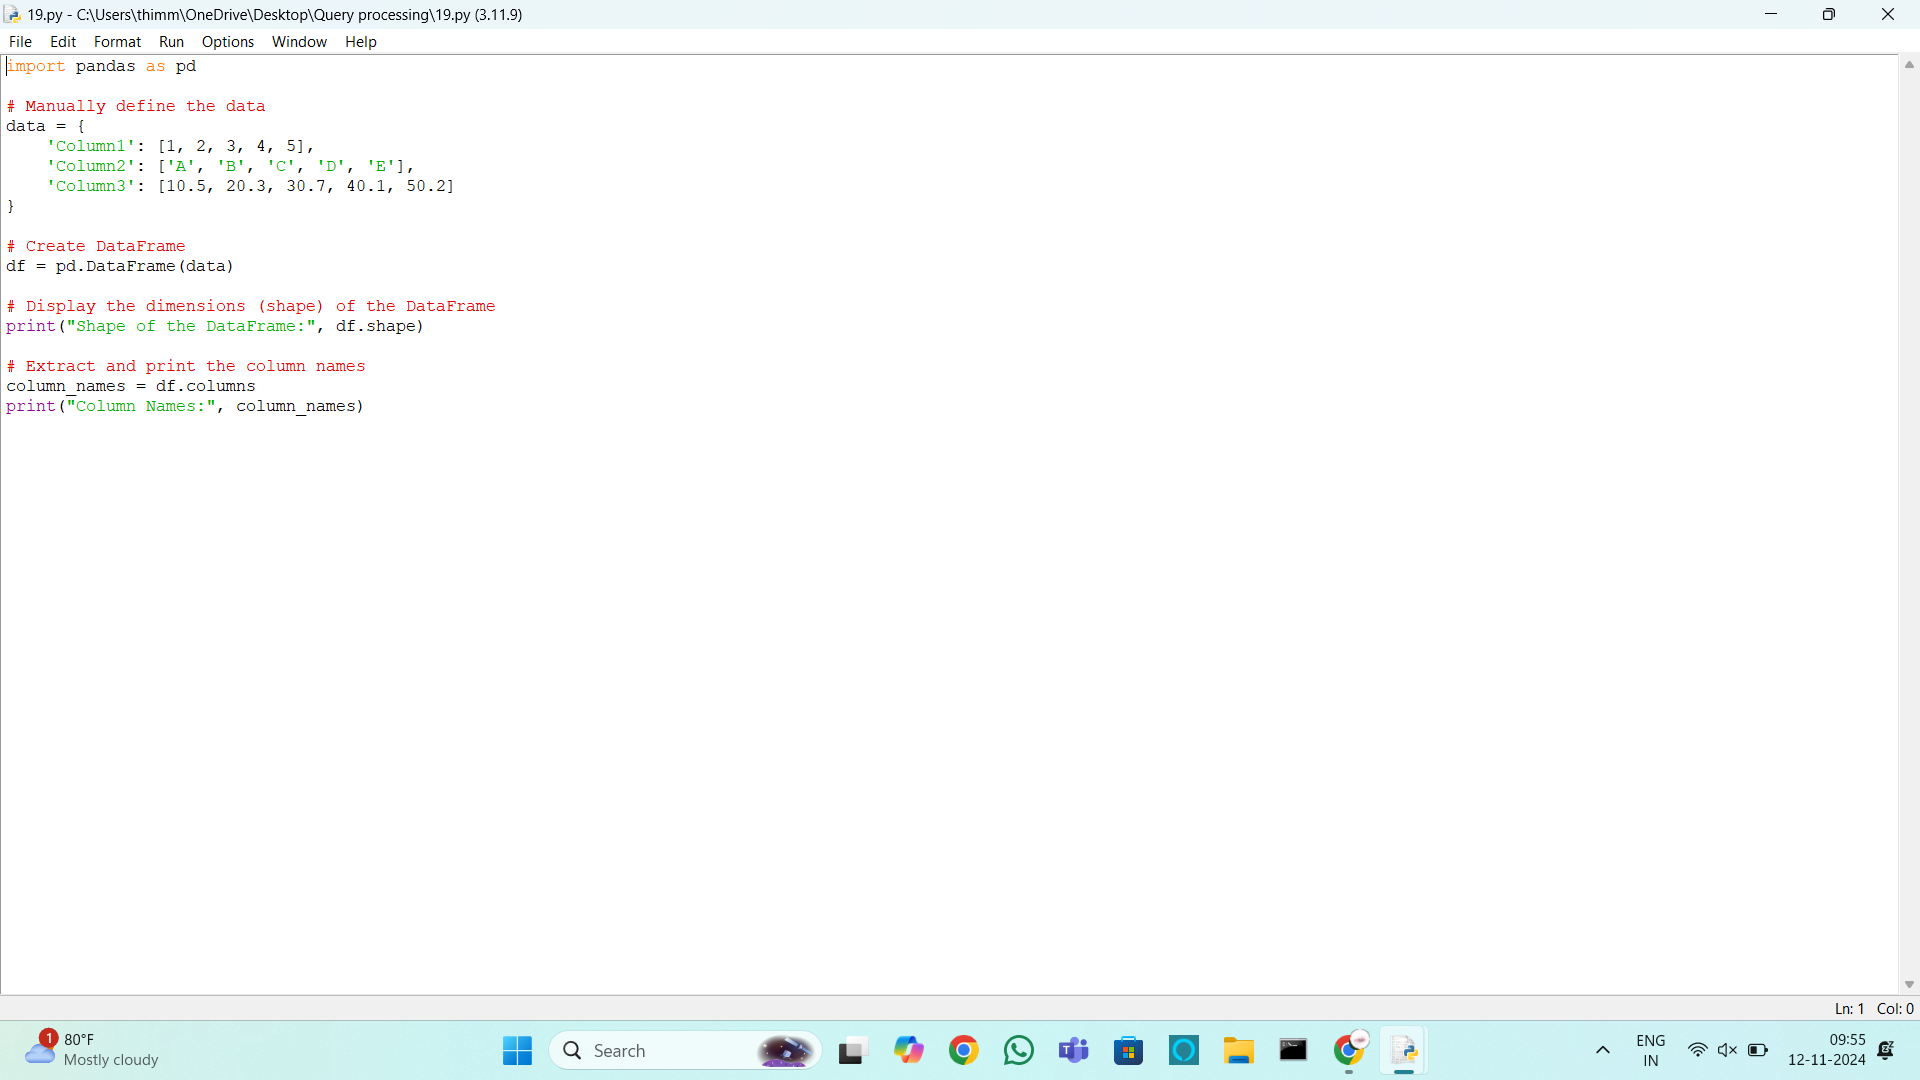 19.py - C:\Users\thimm\OneDrive\Desktop\Query processing\19.py (3.11.9)
File Edit Format Run Options Window Help
import pandas as pd
# Manually define the data
data = {
    'Column1': [1, 2, 3, 4, 5],
    'Column2': ['A', 'B', 'C', 'D', 'E'],
    'Column3': [10.5, 20.3, 30.7, 40.1, 50.2]
}
# Create DataFrame
df = pd.DataFrame(data)
# Display the dimensions (shape) of the DataFrame
print("Shape of the DataFrame:", df.shape)
# Extract and print the column names
column_names = df.columns
print("Column Names:", column_names)
Ln: 1 Col: 0
1
80°F
Mostly cloudy
Search
ENG
IN
09:55
12-11-2024